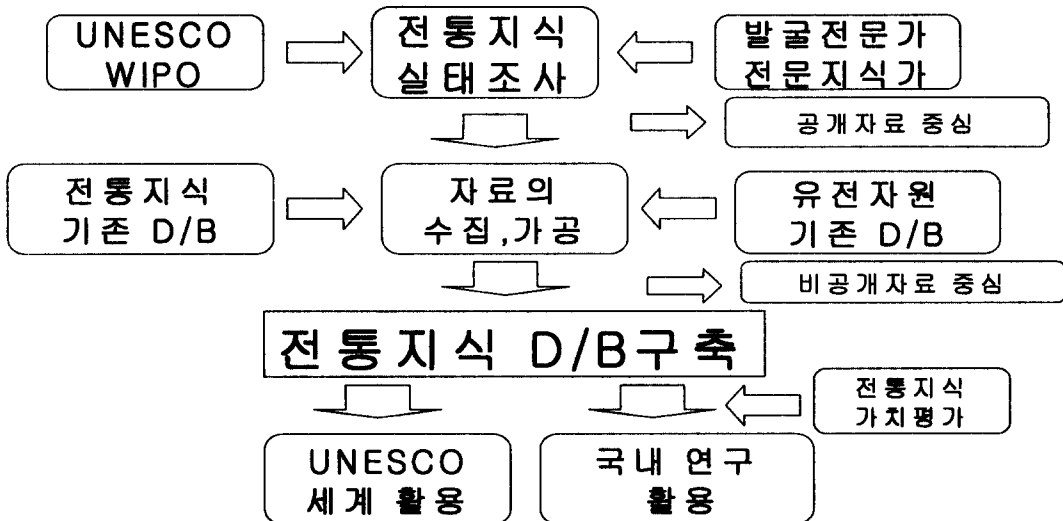 UNESCO
WIPO
전통지식
실태조사
발굴전문가
전문지식가
공개자료 중심
전통지식
기존 D/B
자료의
수집,가공
유전자원
기존 D/B
비공개자료 중심
전통지식 D/B구축
전통지식
가치평가
UNESCO
세계 활용
국내 연구
활용